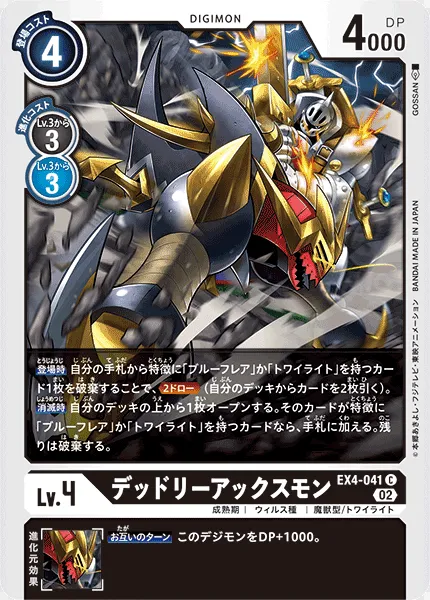 DIGIMON
登場コスト
4
DP
4000
進化コスト
Lv.3から
3
Lv.3から
3
GOSSAN
BANDAI MADE IN JAPAN
©本郷あきよし・フジテレビ・東映アニメーション
登場時 自分の手札から特徴に「ブルーフレア」か「トワイライト」を持つカー
ド1枚を破棄することで、2ドロー（自分のデッキからカードを2枚引く）。
消滅時 自分のデッキの上から1枚オープンする。そのカードが特徴に
「ブルーフレア」か「トワイライト」を持つカードなら、手札に加える。残
りは破棄する。
Lv.4
デッドリーアックスモン
EX4-041 C
02
成熟期 | ウィルス種 | 魔獣型/トワイライト
進化元効果
お互いのターン このデジモンをDP+1000。